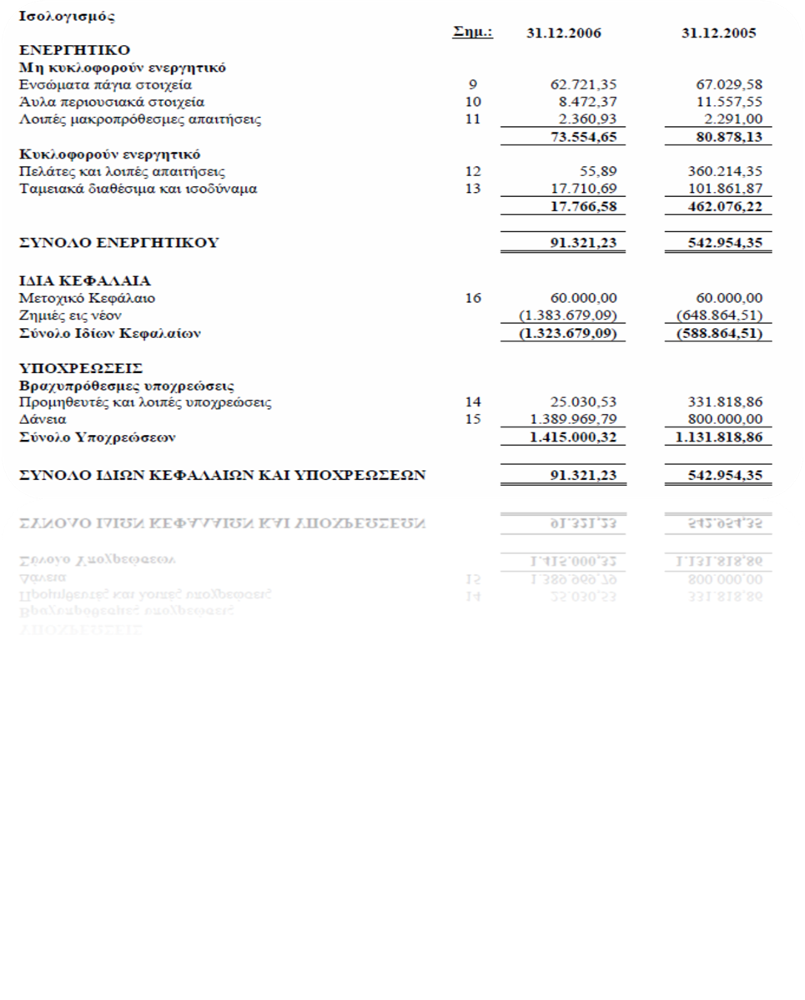 Ισολογισμός
Σημ.: 31.12.2006 31.12.2005
ΕΝΕΡΓΗΤΙΚΟ
Μη κυκλοφορούν ενεργητικό
Ενσώματα πάγια στοιχεία 9 62.721,35 67.029,58
Άυλα περιουσιακά στοιχεία 10 8.472,37 11.557,55
Λοιπές μακροπρόθεσμες απαιτήσεις 11 2.360,93 2.291,00
73.554,65 80.878,13
Κυκλοφορούν ενεργητικό
Πελάτες και λοιπές απαιτήσεις 12 55,89 360.214,35
Ταμειακά διαθέσιμα και ισοδύναμα 13 17.710,69 101.861,87
17.766,58 462.076,22
ΣΥΝΟΛΟ ΕΝΕΡΓΗΤΙΚΟΥ 91.321,23 542.954,35
ΙΔΙΑ ΚΕΦΑΛΑΙΑ
Μετοχικό Κεφάλαιο 16 60.000,00 60.000,00
Ζημιές εις νέον (1.383.679,09) (648.864,51)
Σύνολο Ιδίων Κεφαλαίων (1.323.679,09) (588.864,51)
ΥΠΟΧΡΕΩΣΕΙΣ
Βραχυπρόθεσμες υποχρεώσεις
Προμηθευτές και λοιπές υποχρεώσεις 14 25.030,53 331.818,86
Δάνεια 15 1.389.969,79 800.000,00
Σύνολο Υποχρεώσεων 1.415.000,32 1.131.818,86
ΣΥΝΟΛΟ ΙΔΙΩΝ ΚΕΦΑΛΑΙΩΝ ΚΑΙ ΥΠΟΧΡΕΩΣΕΩΝ 91.321,23 542.954,35